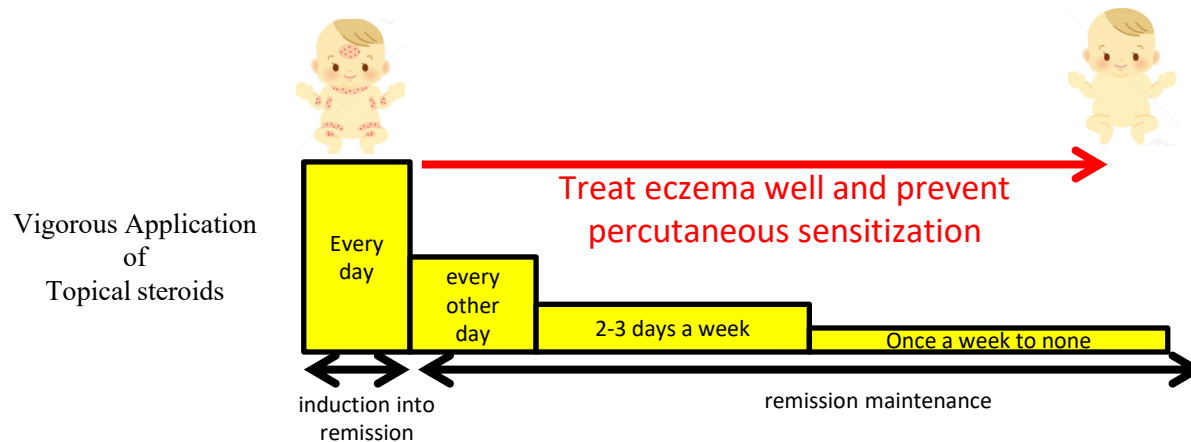 Treat eczema well and prevent
percutaneous sensitization
Vigorous Application
of
Topical steroids
Every
day
every
other
day
2-3 days a week
Once a week to none
induction into
remission
remission maintenance